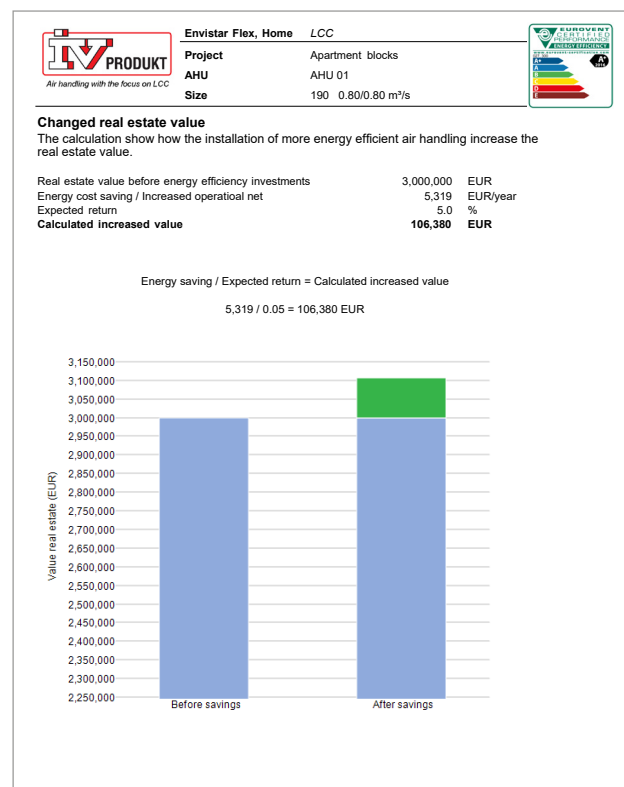 Envistar Flex, Home LCC
IV PRODUKT
Air handling with the focus on LCC
Project Apartment blocks
AHU AHU 01
Size 190 0.80/0.80 m³/s
EUROVENT
CERTIFIED
PERFORMANCE
ENERGY EFFICIENCY
www.eurovent-certification.com
A+
A
B
C
D
E
A+
2016
Changed real estate value
The calculation show how the installation of more energy efficient air handling increase the
real estate value.
Real estate value before energy efficiency investments 3,000,000 EUR
Energy cost saving / Increased operatioal net 5,319 EUR/year
Expected return 5.0 %
Calculated increased value 106,380 EUR
Energy saving / Expected return = Calculated increased value
5,319 / 0.05 = 106,380 EUR
Value real estate (EUR)
3,150,000
3,100,000
3,050,000
3,000,000
2,950,000
2,900,000
2,850,000
2,800,000
2,750,000
2,700,000
2,650,000
2,600,000
2,550,000
2,500,000
2,450,000
2,400,000
2,350,000
2,300,000
2,250,000
Before savings After savings